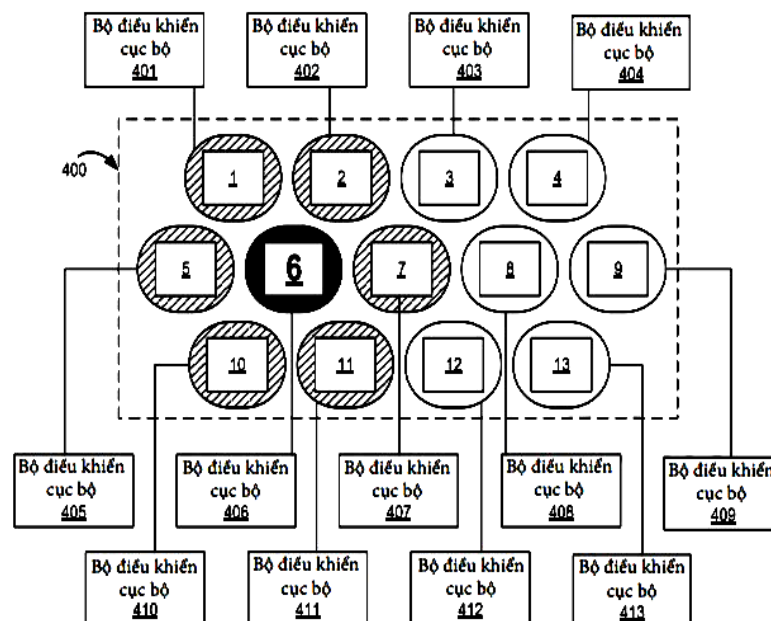 Bộ điều khiển
cục bộ
401
Bộ điều khiển
cục bộ
402
Bộ điều khiển
cục bộ
403
Bộ điều khiển
cục bộ
404
400
1
2
3
4
5
6
7
8
9
10
11
12
13
Bộ điều khiển
cục bộ
405
Bộ điều khiển
cục bộ
406
Bộ điều khiển
cục bộ
407
Bộ điều khiển
cục bộ
408
Bộ điều khiển
cục bộ
409
Bộ điều khiển
cục bộ
410
Bộ điều khiển
cục bộ
411
Bộ điều khiển
cục bộ
412
Bộ điều khiển
cục bộ
413